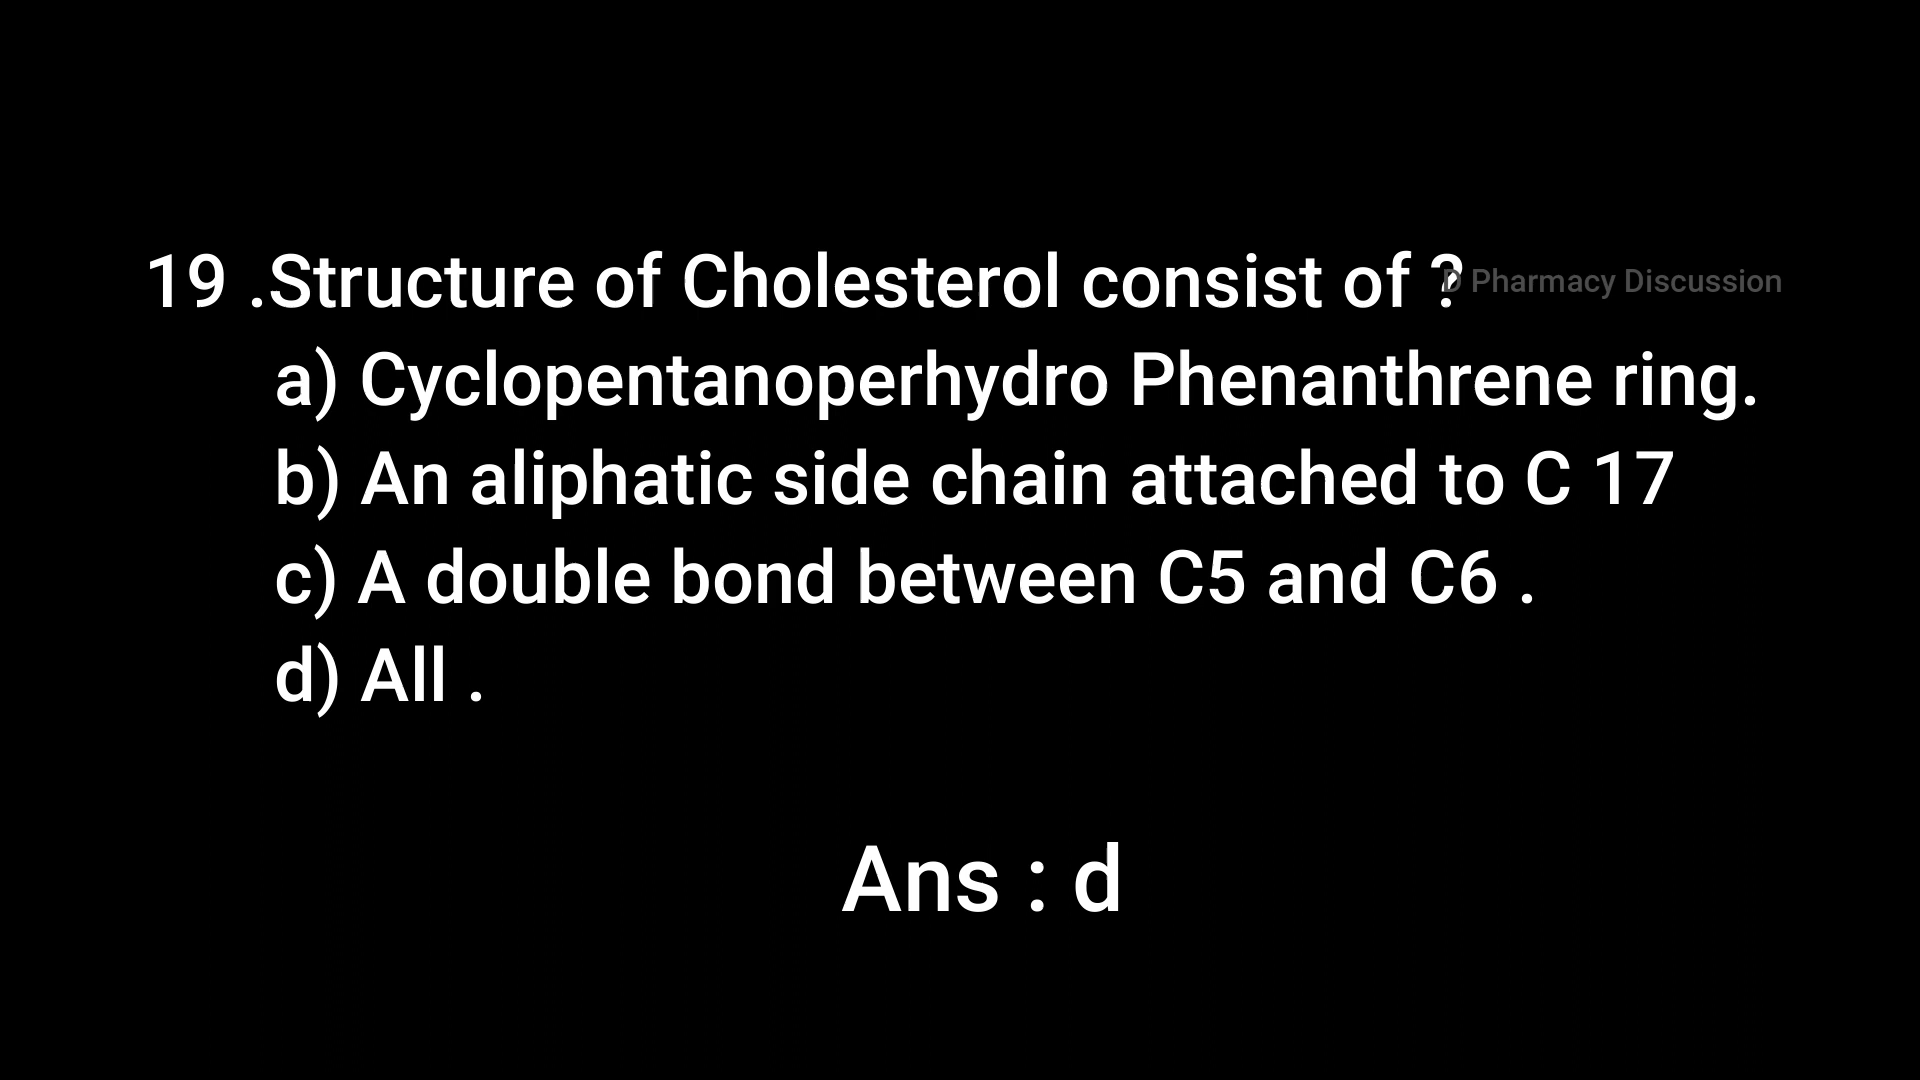 19 .Structure of Cholesterol consist of ?
D Pharmacy Discussion
a) Cyclopentanoperhydro Phenanthrene ring.
b) An aliphatic side chain attached to C 17
c) A double bond between C5 and C6 .
d) All .
Ans : d